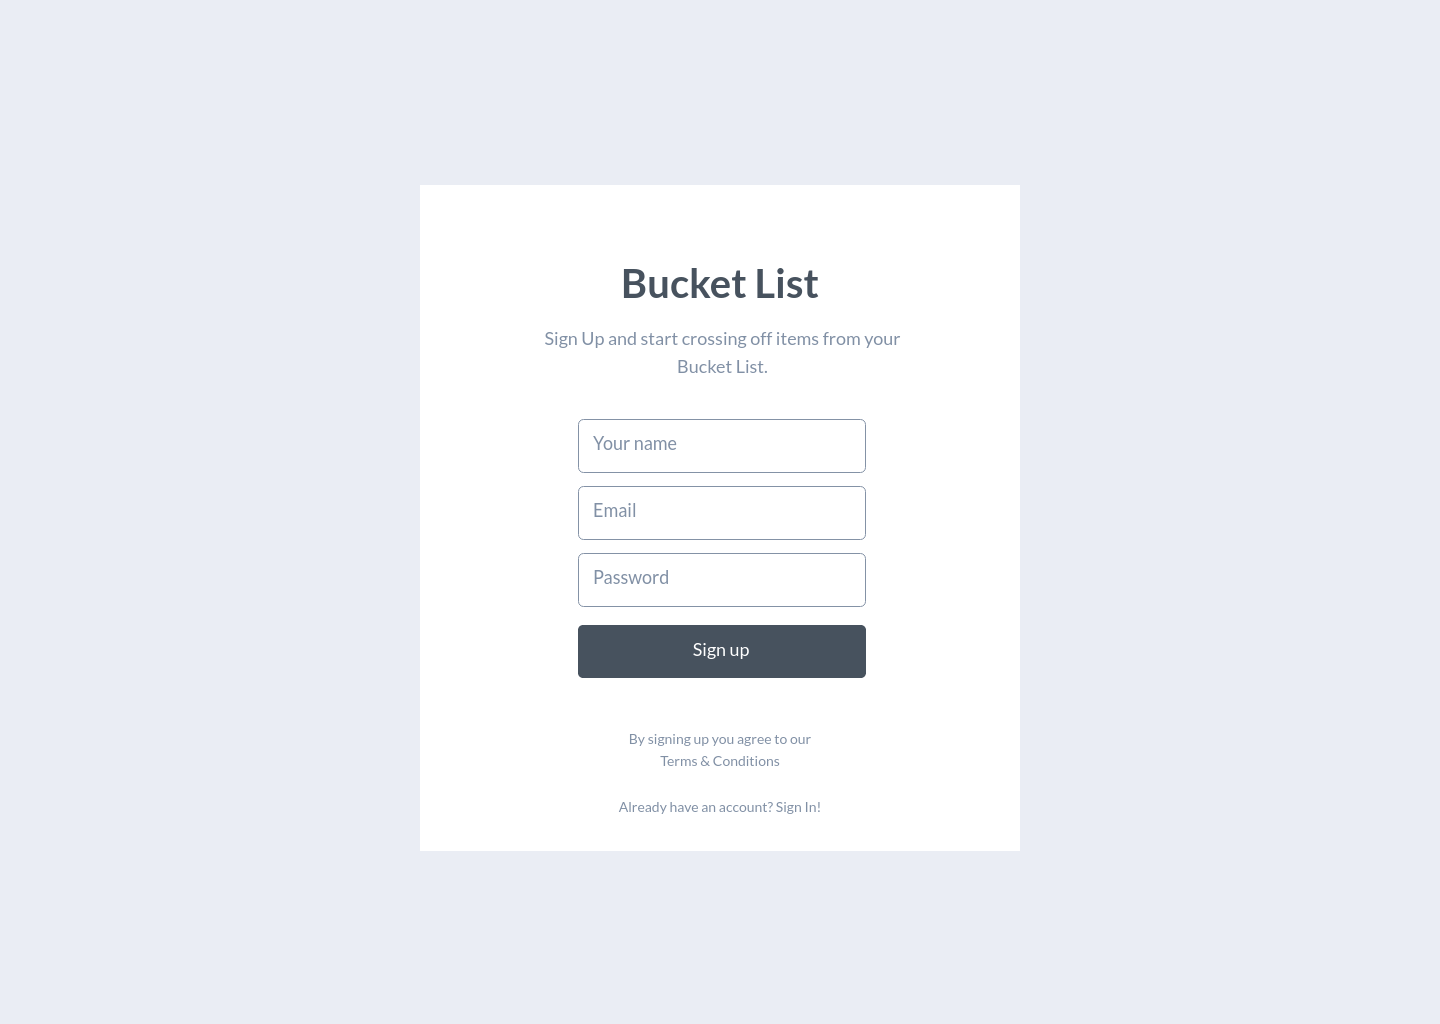 Bucket List
Sign Up and start crossing off items from your
Bucket List.
Your name
Email
Password
Sign up
By signing up you agree to our
Terms & Conditions
Already have an account? Sign In!